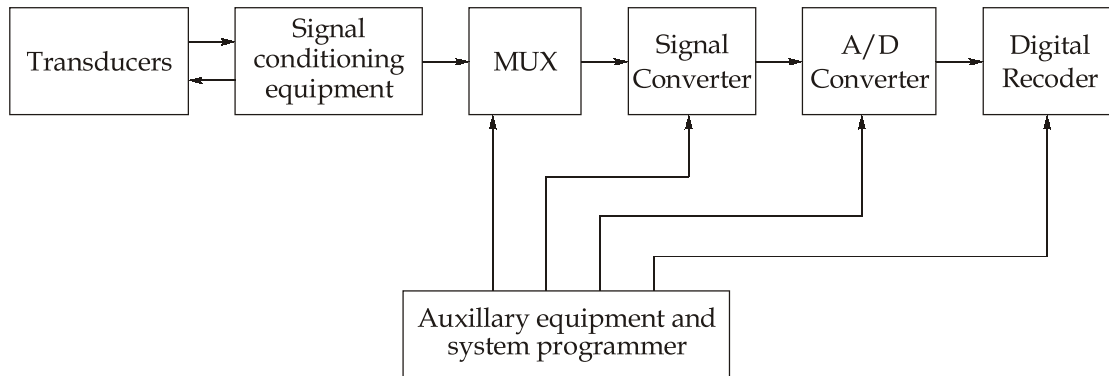 Transducers
Signal
conditioning
equipment
MUX
Signal
Converter
A/D
Converter
Digital
Recoder
Auxillary equipment and
system programmer